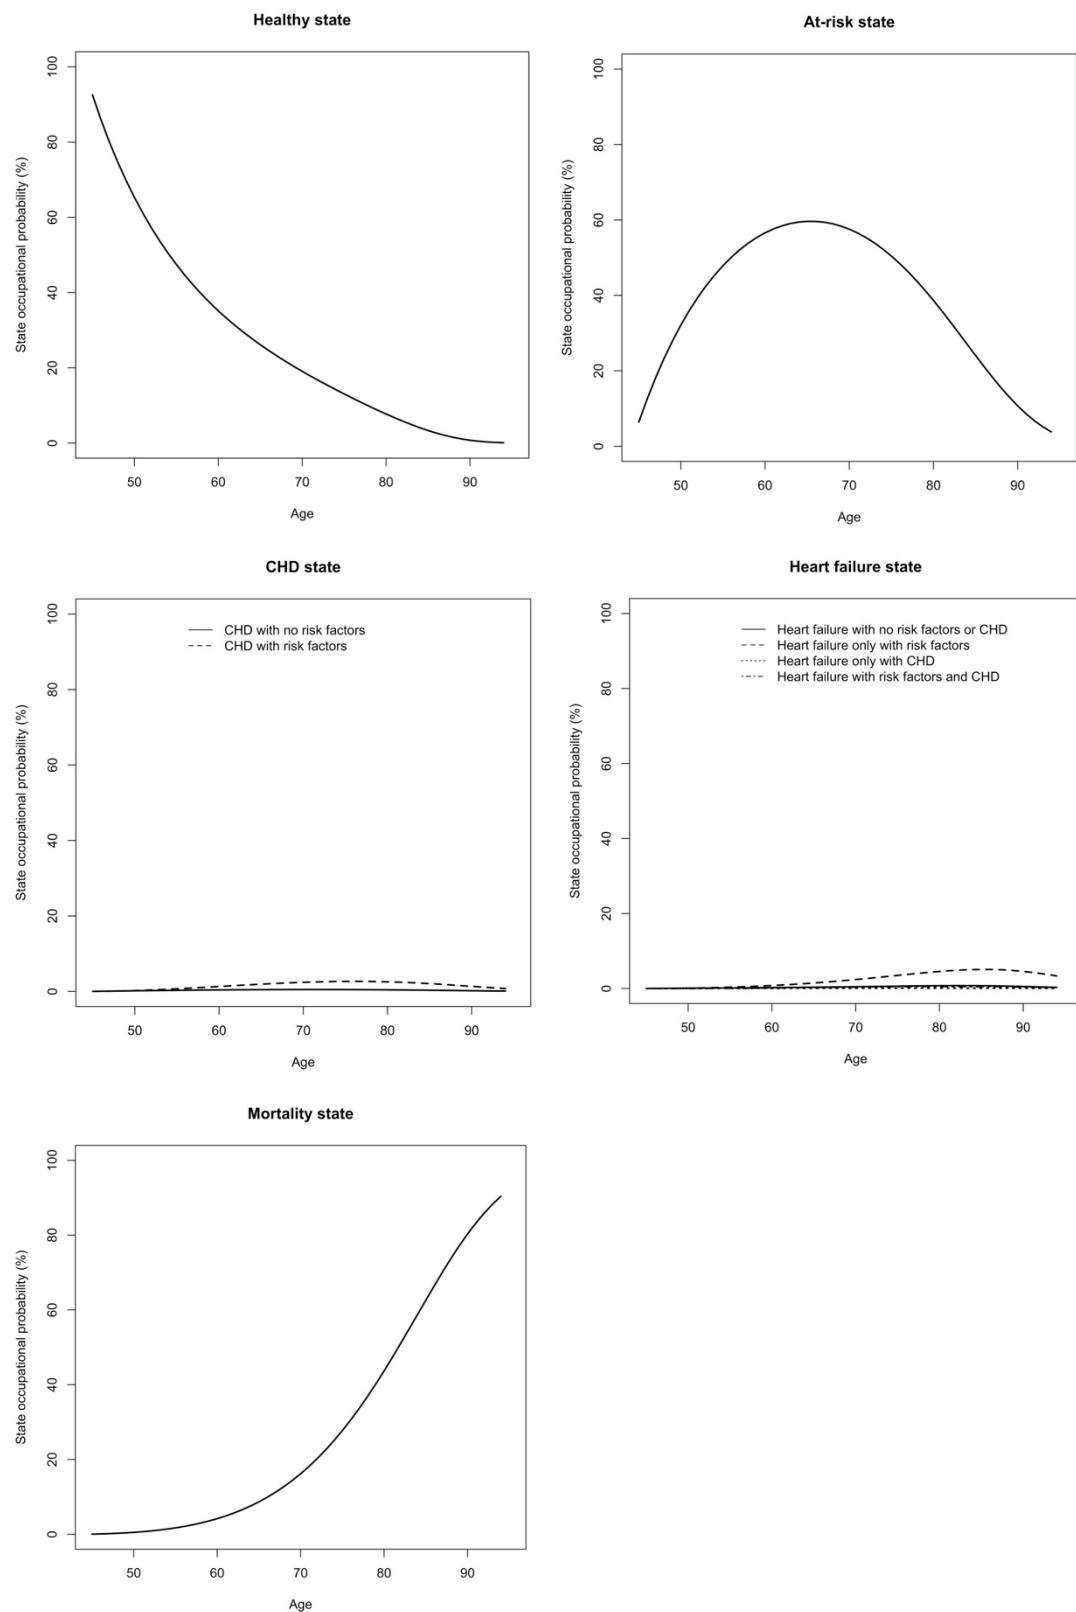 Healthy state
State occupational probability (%)
100
80
60
40
20
0
50 60 70 80 90
Age
At-risk state
State occupational probability (%)
100
80
60
40
20
0
50 60 70 80 90
Age
CHD state
CHD with no risk factors
CHD with risk factors
State occupational probability (%)
100
80
60
40
20
0
50 60 70 80 90
Age
Heart failure state
Heart failure with no risk factors or CHD
Heart failure only with risk factors
Heart failure only with CHD
Heart failure with risk factors and CHD
State occupational probability (%)
100
80
60
40
20
0
50 60 70 80 90
Age
Mortality state
State occupational probability (%)
100
80
60
40
20
0
50 60 70 80 90
Age